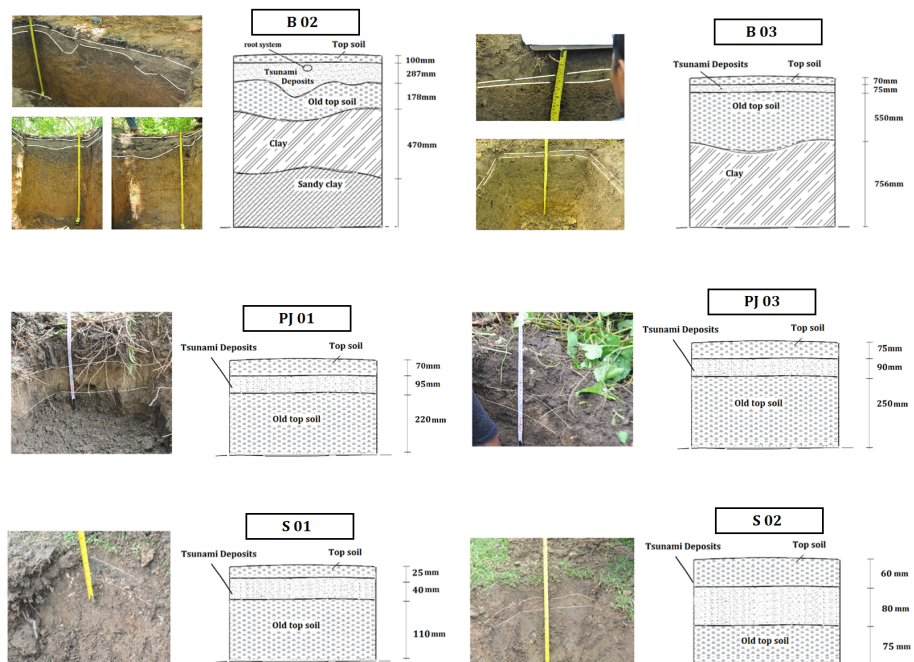 B 02
root system
Top soil
100mm
Tsunami
Deposits
287mm
Old top soil
178mm
Clay
470mm
Sandy clay
B 03
Tsunami Deposits
Top soil
70mm
75mm
Old top soil
550mm
Clay
756mm
PJ 01
Tsunami Deposits
Top soil
70mm
95mm
Old top soil
220mm
PJ 03
Tsunami Deposits
Top soil
75mm
90mm
Old top soil
250mm
S 01
Tsunami Deposits
Top soil
25mm
40mm
Old top soil
110mm
S 02
Tsunami Deposits
Top soil
60mm
80mm
Old top soil
75mm